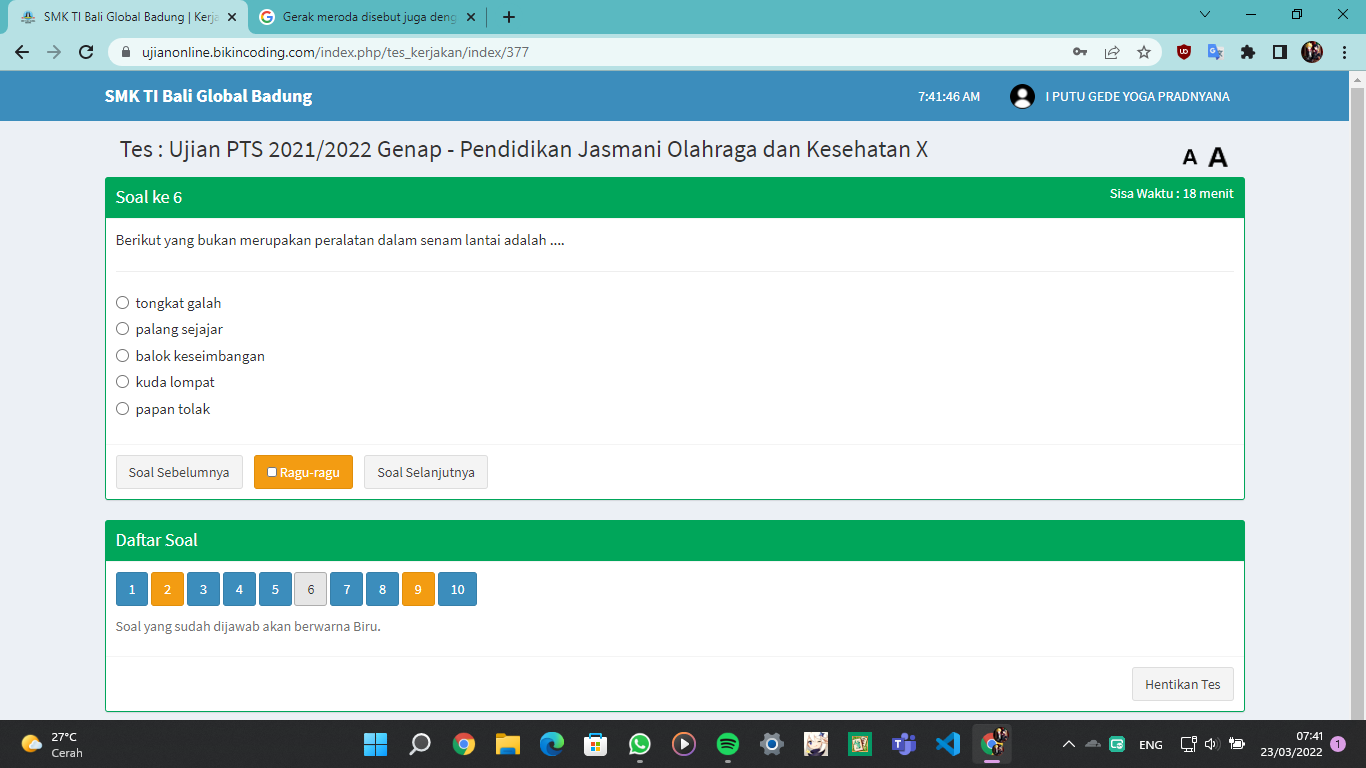 SMK TI Bali Global Badung | Kerja
Gerak meroda disebut juga deng
ujianonline.bikincoding.com/index.php/tes_kerjakan/index/377
SMK TI Bali Global Badung
7:41:46 AM
I PUTU GEDE YOGA PRADNYANA
Tes : Ujian PTS 2021/2022 Genap - Pendidikan Jasmani Olahraga dan Kesehatan X
A A
Soal ke 6
Sisa Waktu : 18 menit
Berikut yang bukan merupakan peralatan dalam senam lantai adalah ....
tongkat galah
palang sejajar
balok keseimbangan
kuda lompat
papan tolak
Soal Sebelumnya
Ragu-ragu
Soal Selanjutnya
Daftar Soal
1 2 3 4 5 6 7 8 9 10
Soal yang sudah dijawab akan berwarna Biru.
Hentikan Tes
27°C
Cerah
ENG
07:41
23/03/2022
1